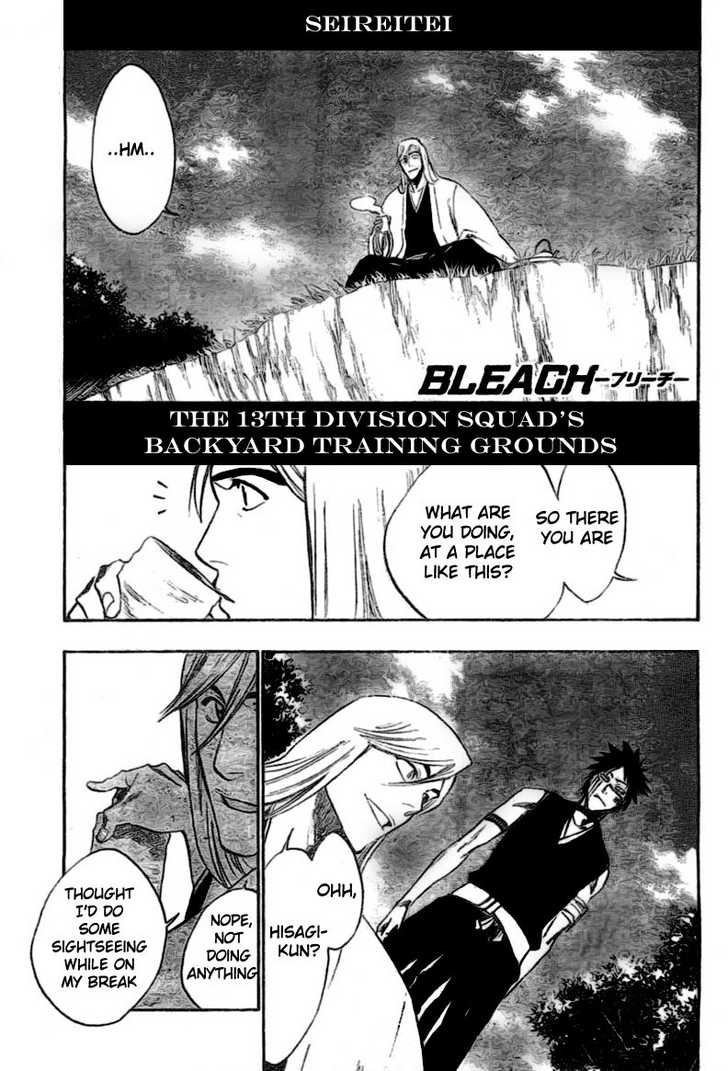 SEIREITEI
..HM..
BLEACH
ーブリーチー
THE 13TH DIVISION SQUAD'S
BACKYARD TRAINING GROUNDS
SO THERE
YOU ARE
WHAT ARE
YOU DOING,
AT A PLACE
LIKE THIS?
OHH,
HISAGI-
KUN?
NOPE,
NOT
DOING
ANYTHING
THOUGHT
I'D DO
SOME
SIGHTSEEING
WHILE ON
MY BREAK